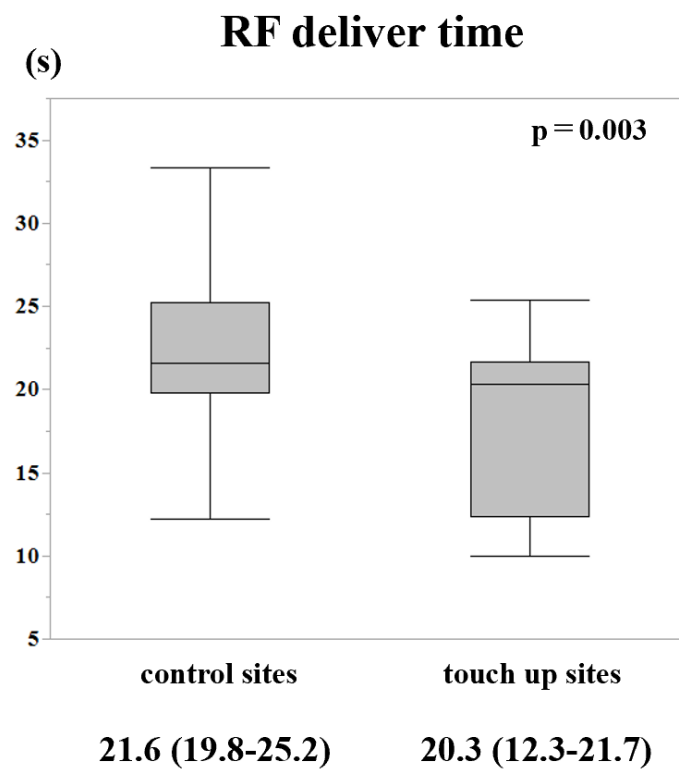 RF deliver time
(s)
p＝0.003
35
30
25
20
15
10
5
control sites
touch up sites
21.6 (19.8-25.2)
20.3 (12.3-21.7)